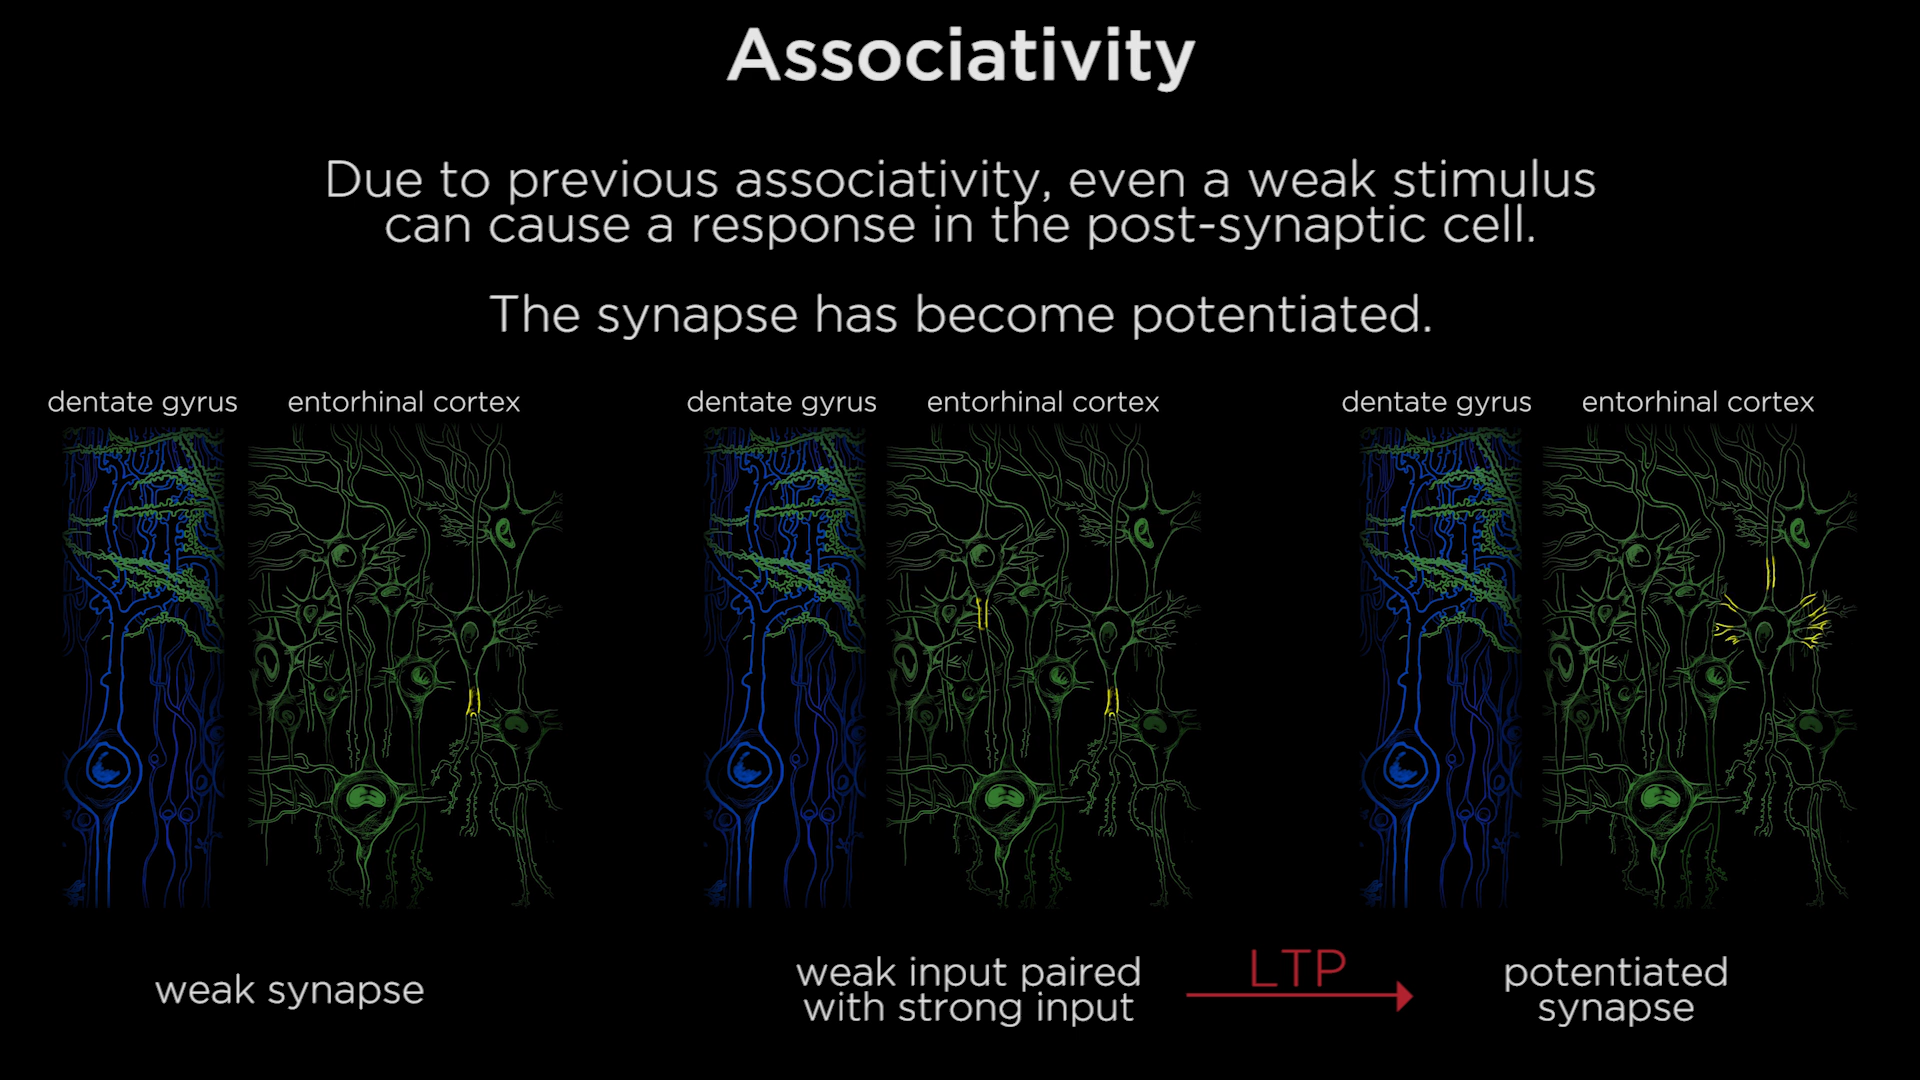 Associativity
Due to previous associativity, even a weak stimulus
can cause a response in the post-synaptic cell.
The synapse has become potentiated.
dentate gyrus entorhinal cortex
dentate gyrus entorhinal cortex
dentate gyrus entorhinal cortex
weak synapse
weak input paired
with strong input
LTP
potentiated
synapse